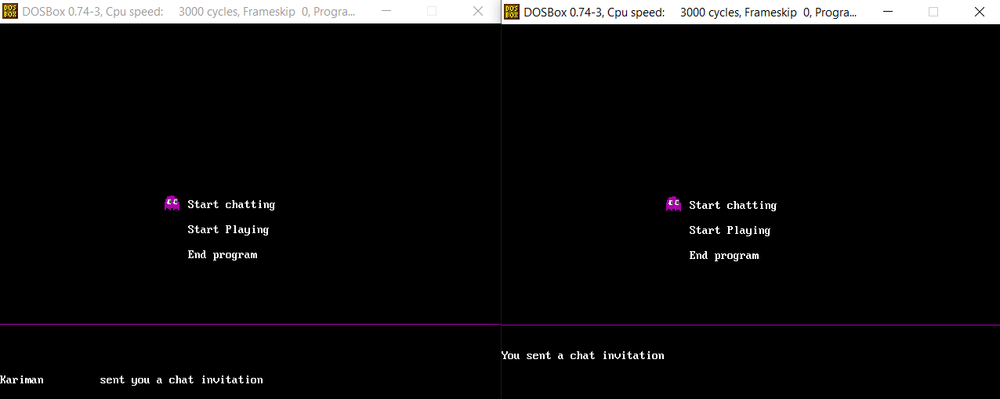 DOSBox 0.74-3, Cpu speed: 3000 cycles, Frameskip 0, Progra...
Start chatting
Start Playing
End program
Kariman sent you a chat invitation
DOSBox 0.74-3, Cpu speed: 3000 cycles, Frameskip 0, Progra...
Start chatting
Start Playing
End program
You sent a chat invitation